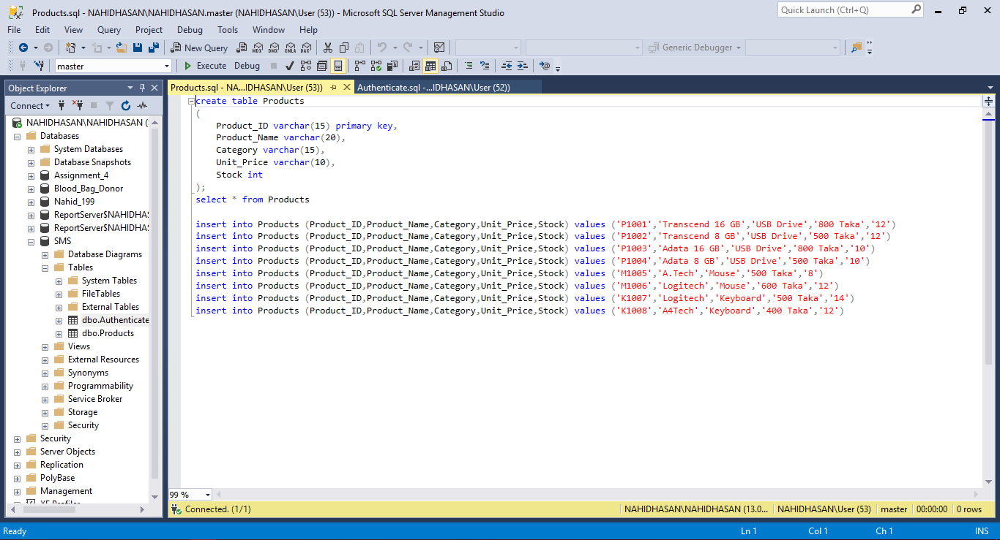 Products.sql - NAHIDHASAN\NAHIDHASAN.master (NAHIDHASAN\User (53)) - Microsoft SQL Server Management Studio
Quick Launch (Ctrl+Q)
File Edit View Query Project Debug Tools Window Help
New Query MDX DMX XMLA DAX Generic Debugger
master Execute Debug
Object Explorer
Connect
NAHIDHASAN\NAHIDHASAN (
Databases
System Databases
Database Snapshots
Assignment_4
Blood_Bag_Donor
Nahid_199
ReportServer$NAHIDHAS
ReportServer$NAHIDHAS
SMS
Database Diagrams
Tables
System Tables
FileTables
External Tables
dbo.Authenticate
dbo.Products
Views
External Resources
Synonyms
Programmability
Service Broker
Storage
Security
Security
Server Objects
Replication
PolyBase
Management
XE Profiler
Products.sql - NA...IDHASAN\User (53)) Authenticate.sql -...IDHASAN\User (52))
create table Products
(
Product_ID varchar(15) primary key,
Product_Name varchar(20),
Category varchar(15),
Unit_Price varchar(10),
Stock int
);
select * from Products
insert into Products (Product_ID,Product_Name,Category,Unit_Price,Stock) values ('P1001','Transcend 16 GB','USB Drive','800 Taka','12')
insert into Products (Product_ID,Product_Name,Category,Unit_Price,Stock) values ('P1002','Transcend 8 GB','USB Drive','500 Taka','12')
insert into Products (Product_ID,Product_Name,Category,Unit_Price,Stock) values ('P1003','Adata 16 GB','USB Drive','800 Taka','10')
insert into Products (Product_ID,Product_Name,Category,Unit_Price,Stock) values ('P1004','Adata 8 GB','USB Drive','500 Taka','10')
insert into Products (Product_ID,Product_Name,Category,Unit_Price,Stock) values ('M1005','A.Tech','Mouse','500 Taka','8')
insert into Products (Product_ID,Product_Name,Category,Unit_Price,Stock) values ('M1006','Logitech','Mouse','600 Taka','12')
insert into Products (Product_ID,Product_Name,Category,Unit_Price,Stock) values ('K1007','Logitech','Keyboard','500 Taka','14')
insert into Products (Product_ID,Product_Name,Category,Unit_Price,Stock) values ('K1008','A4Tech','Keyboard','400 Taka','12')
99 %
Connected. (1/1) NAHIDHASAN\NAHIDHASAN (13.0... NAHIDHASAN\User (53) master 00:00:00 0 rows
Ready Ln 1 Col 1 Ch 1 INS